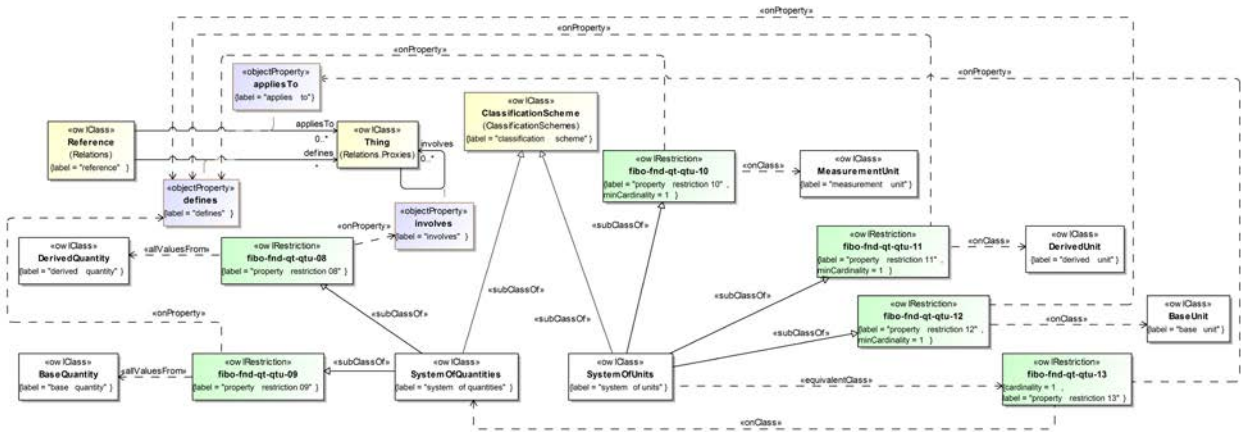 «onProperty»
«onProperty»
«onProperty»
«onProperty»
«objectProperty»
appliesTo
{label = "applies to"}
«owlClass»
ClassificationScheme
(ClassificationSchemes)
{label = "classification scheme" }
«owlClass»
Reference
(Relations)
{label = "reference" }
appliesTo
0..*
defines
*
«owlClass»
Thing
(Relations.Proxies)
involves
0..*
«owlRestriction»
fibo-fnd-qt-qtu-10
{label = "property restriction 10" ,
minCardinality = 1 }
«onClass»
«owlClass»
MeasurementUnit
{label = "measurement unit" }
«objectProperty»
defines
{label = "defines" }
«objectProperty»
involves
{label = "involves" }
«onProperty»
«subClassOf»
«owlClass»
DerivedQuantity
{label = "derived quantity" }
«allValuesFrom»
«owlRestriction»
fibo-fnd-qt-qtu-08
{label = "property restriction 08" }
«owlRestriction»
fibo-fnd-qt-qtu-11
{label = "property restriction 11" ,
minCardinality = 1 }
«onClass»
«owlClass»
DerivedUnit
{label = "derived unit" }
«subClassOf»
«subClassOf»
«subClassOf»
«subClassOf»
«onProperty»
«owlRestriction»
fibo-fnd-qt-qtu-12
{label = "property restriction 12" ,
minCardinality = 1 }
«onClass»
«owlClass»
BaseUnit
{label = "base unit" }
«subClassOf»
«owlClass»
BaseQuantity
{label = "base quantity" }
«allValuesFrom»
«owlRestriction»
fibo-fnd-qt-qtu-09
{label = "property restriction 09" }
«subClassOf»
«owlClass»
SystemOfQuantities
{label = "system of quantities" }
«owlClass»
SystemOfUnits
{label = "system of units" }
«equivalentClass»
«owlRestriction»
fibo-fnd-qt-qtu-13
{cardinality = 1 ,
label = "property restriction 13" }
«onClass»